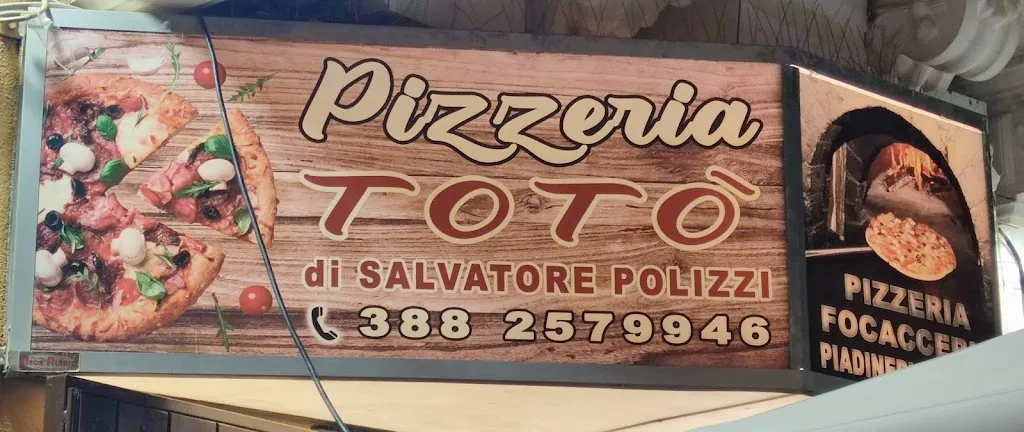 Pizzeria
TOTÒ
di SALVATORE POLIZZI
388 2579946
PIZZERIA